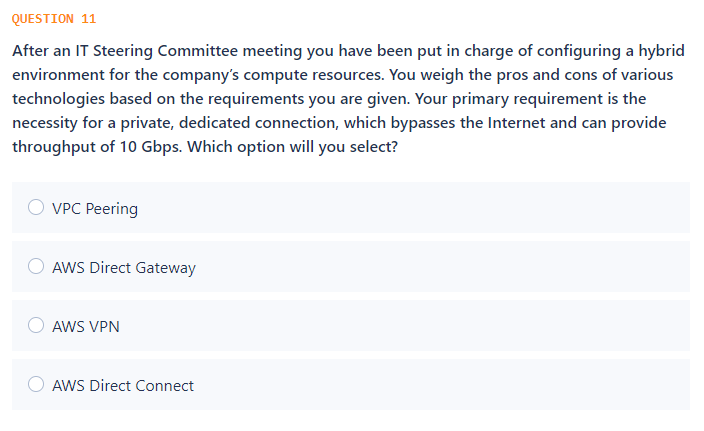 QUESTION 11
After an IT Steering Committee meeting you have been put in charge of configuring a hybrid
environment for the company's compute resources. You weigh the pros and cons of various
technologies based on the requirements you are given. Your primary requirement is the
necessity for a private, dedicated connection, which bypasses the Internet and can provide
throughput of 10 Gbps. Which option will you select?
VPC Peering
AWS Direct Gateway
AWS VPN
AWS Direct Connect